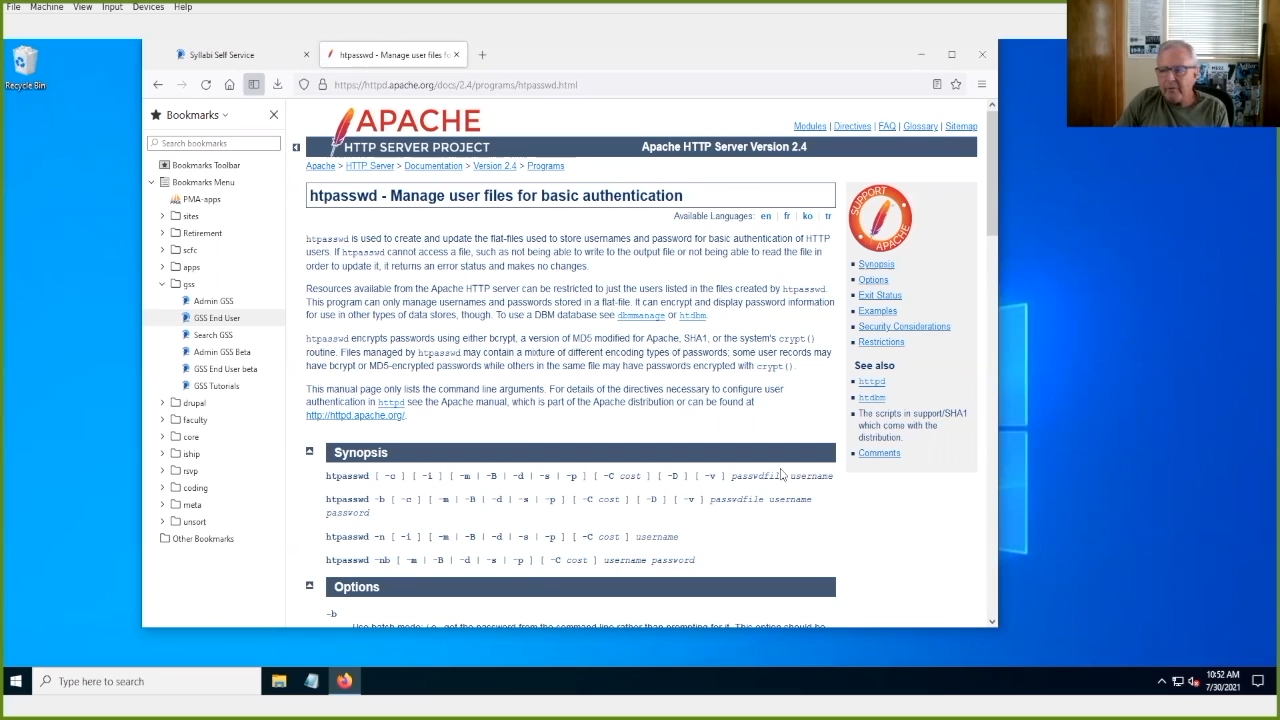 File Machine View Input Devices Help
Recycle Bin
Syllabi Self Service
htpasswd - Manage user files fo
https://httpd.apache.org/docs/2.4/programs/htpasswd.html
Bookmarks
Search bookmarks
Bookmarks Toolbar
Bookmarks Menu
PMA-apps
sites
Retirement
scfc
apps
gss
Admin GSS
GSS End User
Search GSS
Admin GSS Beta
GSS End User beta
GSS Tutorials
drupal
faculty
core
iship
rsvp
coding
meta
unsort
Other Bookmarks
APACHE
HTTP SERVER PROJECT
Modules | Directives | FAQ | Glossary | Sitemap
Apache HTTP Server Version 2.4
Apache > HTTP Server > Documentation > Version 2.4 > Programs
htpasswd - Manage user files for basic authentication
Available Languages: en | fr | ko | tr
htpasswd is used to create and update the flat-files used to store usernames and password for basic authentication of HTTP
users. If htpasswd cannot access a file, such as not being able to write to the output file or not being able to read the file in
order to update it, it returns an error status and makes no changes.
Resources available from the Apache HTTP server can be restricted to just the users listed in the files created by htpasswd.
This program can only manage usernames and passwords stored in a flat-file. It can encrypt and display password information
for use in other types of data stores, though. To use a DBM database see dbmmanage or htdbm.
htpasswd encrypts passwords using either bcrypt, a version of MD5 modified for Apache, SHA1, or the system's crypt()
routine. Files managed by htpasswd may contain a mixture of different encoding types of passwords; some user records may
have bcrypt or MD5-encrypted passwords while others in the same file may have passwords encrypted with crypt().
This manual page only lists the command line arguments. For details of the directives necessary to configure user
authentication in httpd see the Apache manual, which is part of the Apache distribution or can be found at
http://httpd.apache.org/.
Synopsis
htpasswd [ -c ] [ -i ] [ -m | -B | -d | -s | -p ] [ -C cost ] [ -D ] [ -v ] passwdfile username
htpasswd -b [ -c ] [ -m | -B | -d | -s | -p ] [ -C cost ] [ -D ] [ -v ] passwdfile username
password
htpasswd -n [ -i ] [ -m | -B | -d | -s | -p ] [ -C cost ] username
htpasswd -nb [ -m | -B | -d | -s | -p ] [ -C cost ] username password
Options
-b
Use batch mode; i.e., get the password from the command line rather than prompting for it. This option should be
SUPPORT
APACHE
Synopsis
Options
Exit Status
Examples
Security Considerations
Restrictions
See also
httpd
htdbm
The scripts in support/SHA1
which come with the
distribution.
Comments
Type here to search
10:52 AM
7/30/2021